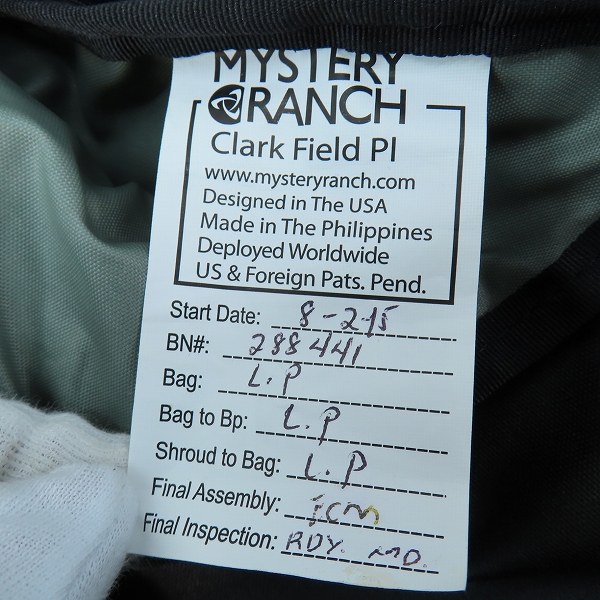 MYSTERY
RANCH
Clark Field PI
www.mysteryranch.com
Designed in The USA
Made in The Philippines
Deployed Worldwide
US & Foreign Pats. Pend.
Start Date: 8-2-15
BN#: 288441
Bag: L.P
Bag to Bp: L.P
Shroud to Bag: L.P
Final Assembly:
Final Inspection: RDY. MD.